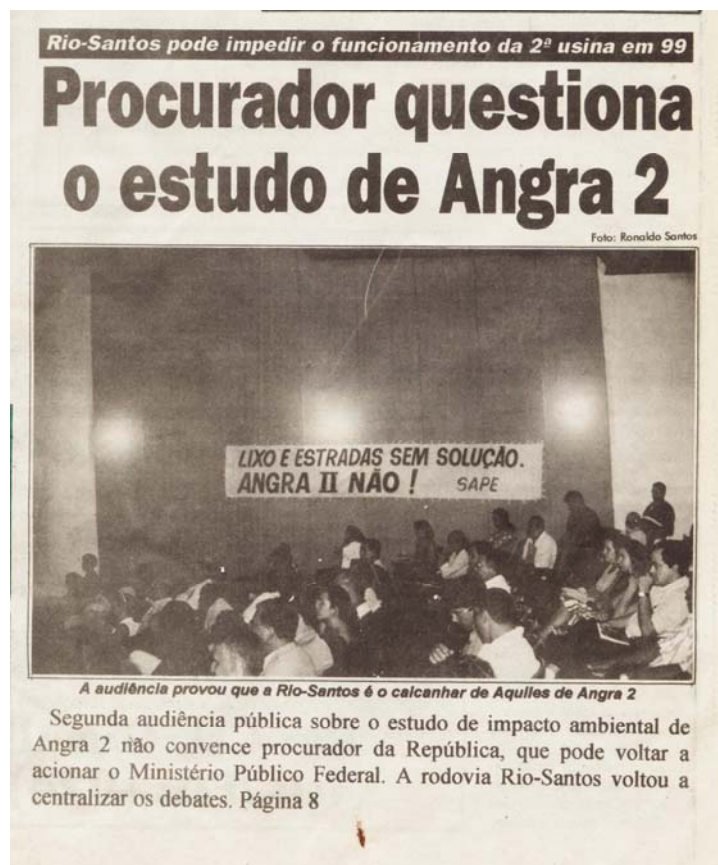 Rio-Santos pode impedir o funcionamento da 2ª usina em 99
Procurador questiona
o estudo de Angra 2
Foto: Ronaldo Santos
LIXO E ESTRADAS SEM SOLUÇÃO.
ANGRA II NÃO ! SAPE
A audiência provou que a Rio-Santos é o calcanhar de Aquiles de Angra 2
Segunda audiência pública sobre o estudo de impacto ambiental de
Angra 2 não convence procurador da República, que pode voltar a
acionar o Ministério Público Federal. A rodovia Rio-Santos voltou a
centralizar os debates. Página 8